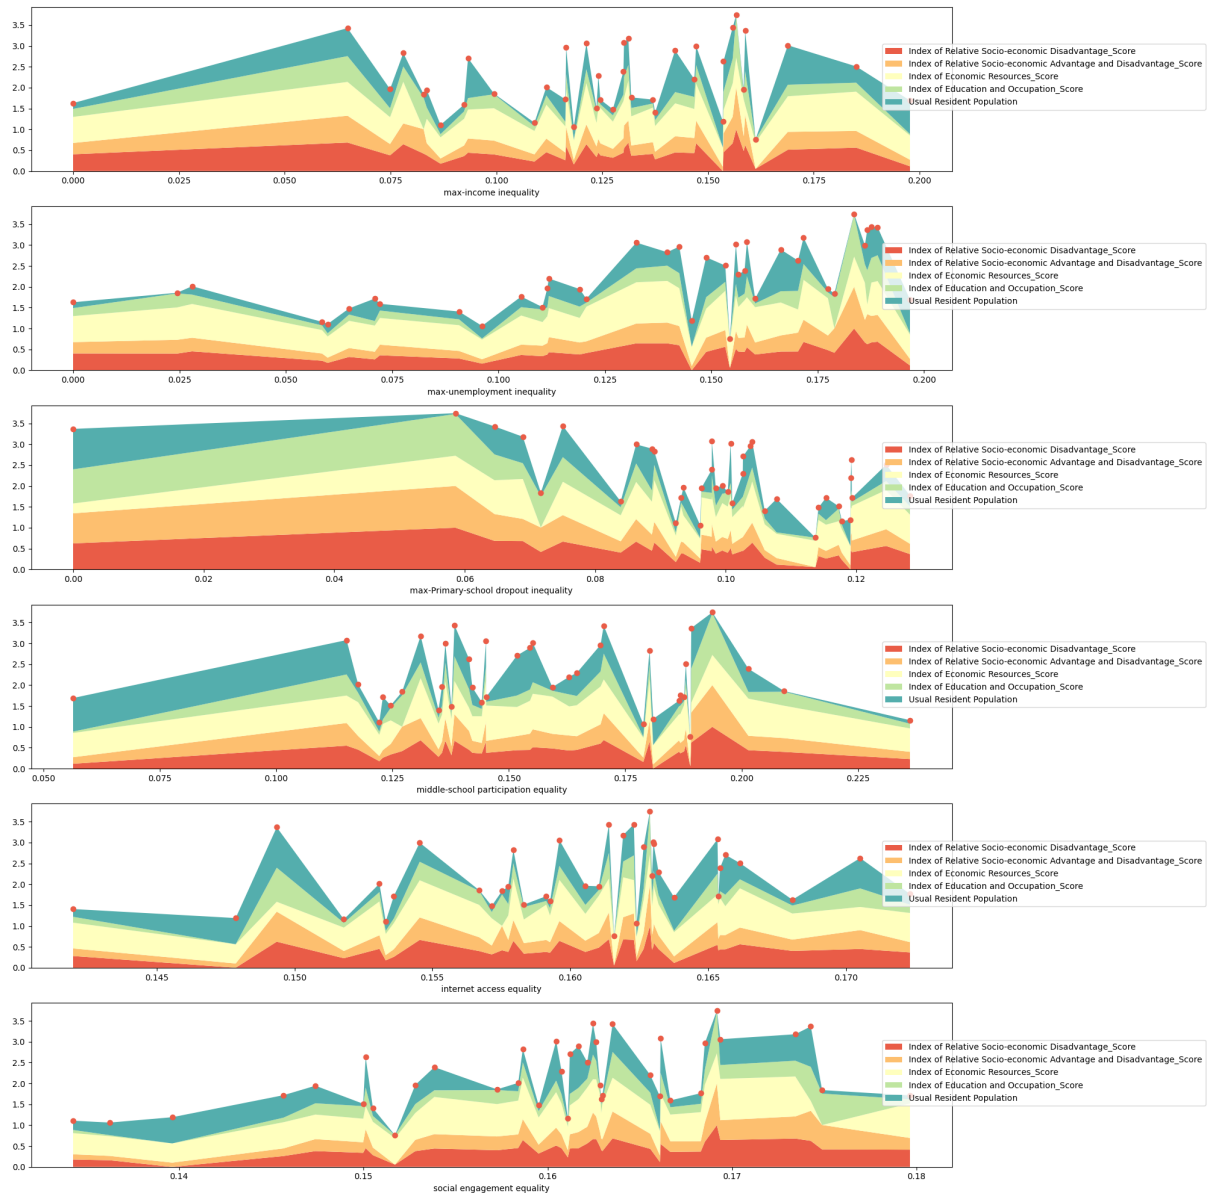 3.5
3.0
2.5
2.0
1.5
1.0
0.5
0.0
Index of Relative Socio-economic Disadvantage_Score
Index of Relative Socio-economic Advantage and Disadvantage_Score
Index of Economic Resources_Score
Index of Education and Occupation_Score
Usual Resident Population
0.000 0.025 0.050 0.075 0.100 0.125 0.150 0.175 0.200
max-income inequality
3.5
3.0
2.5
2.0
1.5
1.0
0.5
0.0
Index of Relative Socio-economic Disadvantage_Score
Index of Relative Socio-economic Advantage and Disadvantage_Score
Index of Economic Resources_Score
Index of Education and Occupation_Score
Usual Resident Population
0.000 0.025 0.050 0.075 0.100 0.125 0.150 0.175 0.200
max-unemployment inequality
3.5
3.0
2.5
2.0
1.5
1.0
0.5
0.0
Index of Relative Socio-economic Disadvantage_Score
Index of Relative Socio-economic Advantage and Disadvantage_Score
Index of Economic Resources_Score
Index of Education and Occupation_Score
Usual Resident Population
0.00 0.02 0.04 0.06 0.08 0.10 0.12
max-Primary-school dropout inequality
3.5
3.0
2.5
2.0
1.5
1.0
0.5
0.0
Index of Relative Socio-economic Disadvantage_Score
Index of Relative Socio-economic Advantage and Disadvantage_Score
Index of Economic Resources_Score
Index of Education and Occupation_Score
Usual Resident Population
0.050 0.075 0.100 0.125 0.150 0.175 0.200 0.225
middle-school participation equality
3.5
3.0
2.5
2.0
1.5
1.0
0.5
0.0
Index of Relative Socio-economic Disadvantage_Score
Index of Relative Socio-economic Advantage and Disadvantage_Score
Index of Economic Resources_Score
Index of Education and Occupation_Score
Usual Resident Population
0.145 0.150 0.155 0.160 0.165 0.170
internet access equality
3.5
3.0
2.5
2.0
1.5
1.0
0.5
0.0
Index of Relative Socio-economic Disadvantage_Score
Index of Relative Socio-economic Advantage and Disadvantage_Score
Index of Economic Resources_Score
Index of Education and Occupation_Score
Usual Resident Population
0.14 0.15 0.16 0.17 0.18
social engagement equality